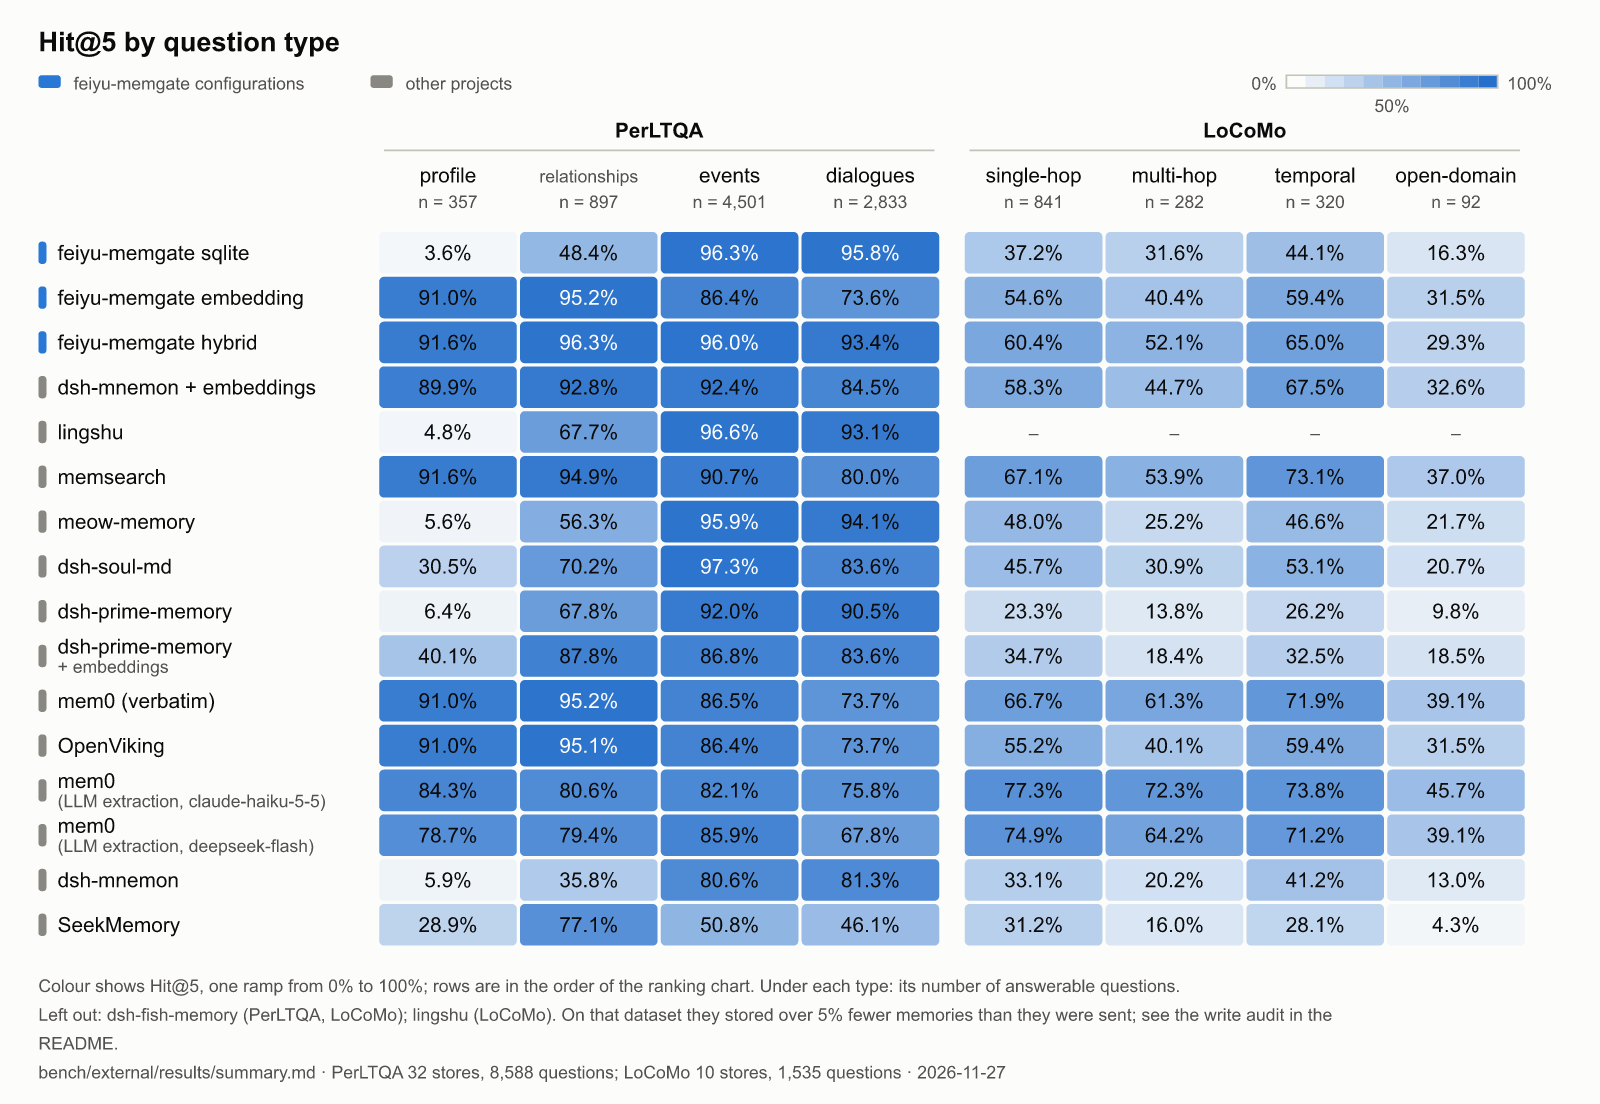 Hit@5 by question type
feiyu-memgate configurations other projects 0% 100%
50%
PerLTQA LoCoMo
profile relationships events dialogues single-hop multi-hop temporal open-domain
n = 357 n = 897 n = 4,501 n = 2,833 n = 841 n = 282 n = 320 n = 92
feiyu-memgate sqlite 3.6% 48.4% 96.3% 95.8% 37.2% 31.6% 44.1% 16.3%
feiyu-memgate embedding 91.0% 95.2% 86.4% 73.6% 54.6% 40.4% 59.4% 31.5%
feiyu-memgate hybrid 91.6% 96.3% 96.0% 93.4% 60.4% 52.1% 65.0% 29.3%
dsh-mnemon + embeddings 89.9% 92.8% 92.4% 84.5% 58.3% 44.7% 67.5% 32.6%
lingshu 4.8% 67.7% 96.6% 93.1% – – – –
memsearch 91.6% 94.9% 90.7% 80.0% 67.1% 53.9% 73.1% 37.0%
meow-memory 5.6% 56.3% 95.9% 94.1% 48.0% 25.2% 46.6% 21.7%
dsh-soul-md 30.5% 70.2% 97.3% 83.6% 45.7% 30.9% 53.1% 20.7%
dsh-prime-memory 6.4% 67.8% 92.0% 90.5% 23.3% 13.8% 26.2% 9.8%
dsh-prime-memory
+ embeddings 40.1% 87.8% 86.8% 83.6% 34.7% 18.4% 32.5% 18.5%
mem0 (verbatim) 91.0% 95.2% 86.5% 73.7% 66.7% 61.3% 71.9% 39.1%
OpenViking 91.0% 95.1% 86.4% 73.7% 55.2% 40.1% 59.4% 31.5%
mem0
(LLM extraction, claude-haiku-5-5) 84.3% 80.6% 82.1% 75.8% 77.3% 72.3% 73.8% 45.7%
mem0
(LLM extraction, deepseek-flash) 78.7% 79.4% 85.9% 67.8% 74.9% 64.2% 71.2% 39.1%
dsh-mnemon 5.9% 35.8% 80.6% 81.3% 33.1% 20.2% 41.2% 13.0%
SeekMemory 28.9% 77.1% 50.8% 46.1% 31.2% 16.0% 28.1% 4.3%
Colour shows Hit@5, one ramp from 0% to 100%; rows are in the order of the ranking chart. Under each type: its number of answerable questions.
Left out: dsh-fish-memory (PerLTQA, LoCoMo); lingshu (LoCoMo). On that dataset they stored over 5% fewer memories than they were sent; see the write audit in the
README.
bench/external/results/summary.md · PerLTQA 32 stores, 8,588 questions; LoCoMo 10 stores, 1,535 questions · 2026-11-27